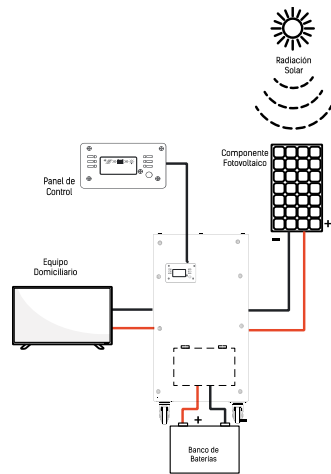 Radiación
Solar
Componente
Fotovoltaico
Panel de
Control
+
-
Equipo
Domiciliario
+
-
Banco de
Baterías